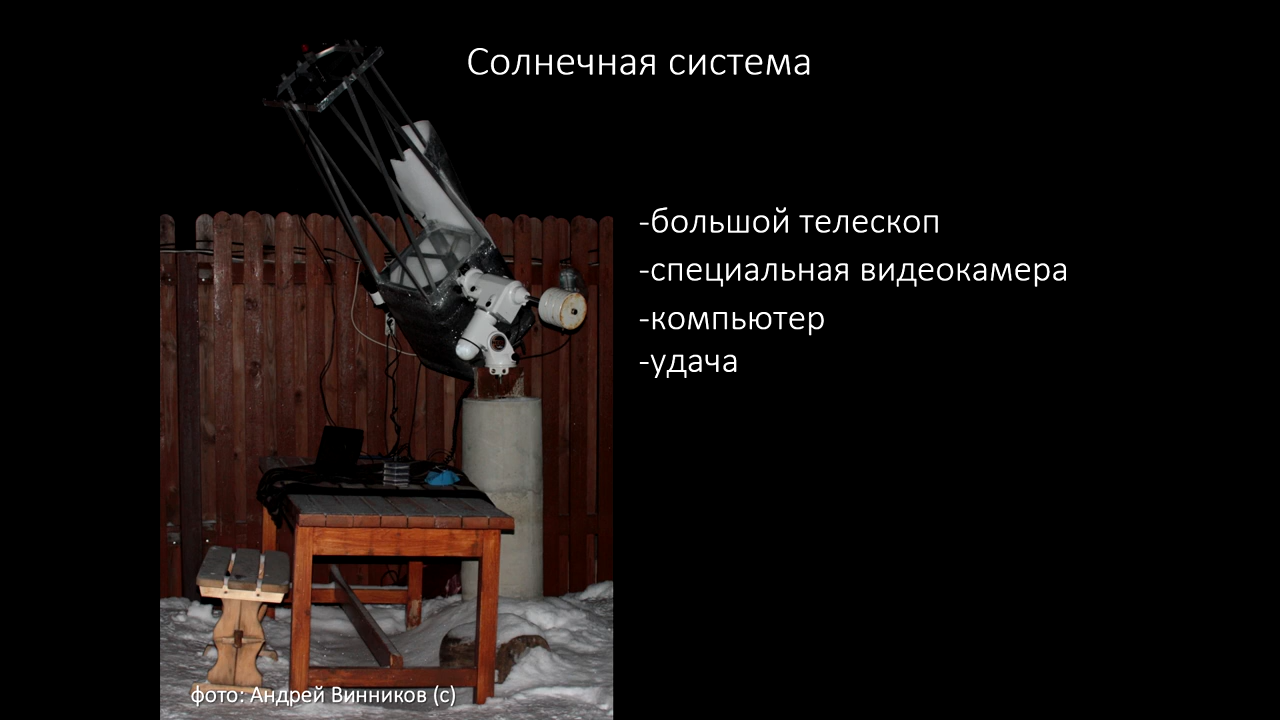 Солнечная система
-большой телескоп
-специальная видеокамера
-компьютер
-удача
фото: Андрей Винников (с)